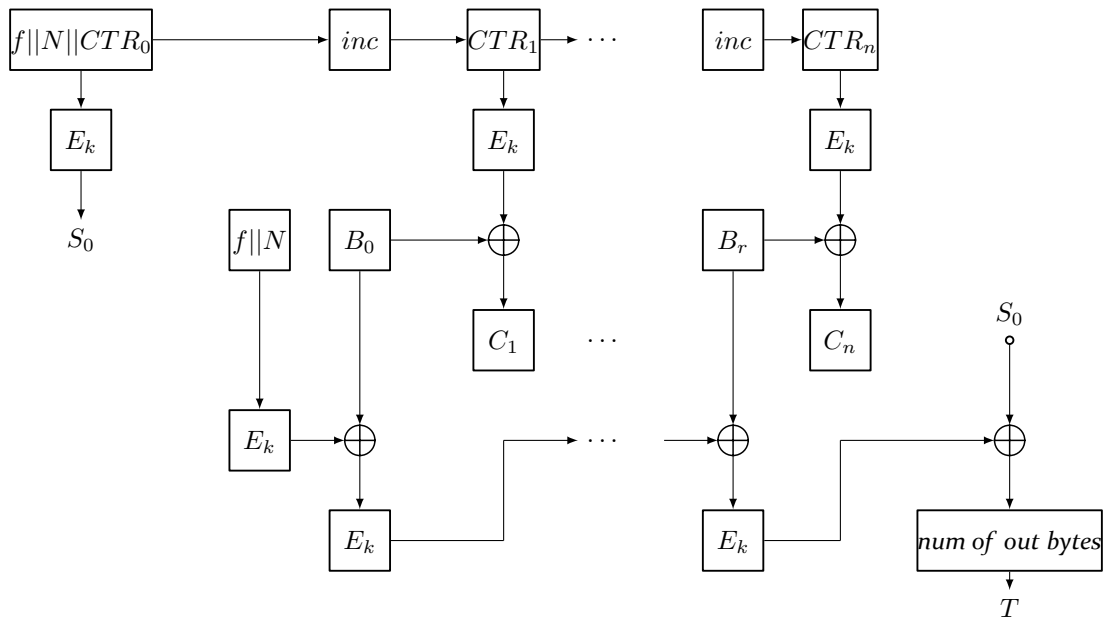 f||N||CTR₀ inc CTR₁ ··· inc CTRₙ
Eₖ Eₖ Eₖ
S₀ f||N B₀ Bᵣ
C₁ ··· Cₙ S₀
Eₖ ···
Eₖ Eₖ num of out bytes
T